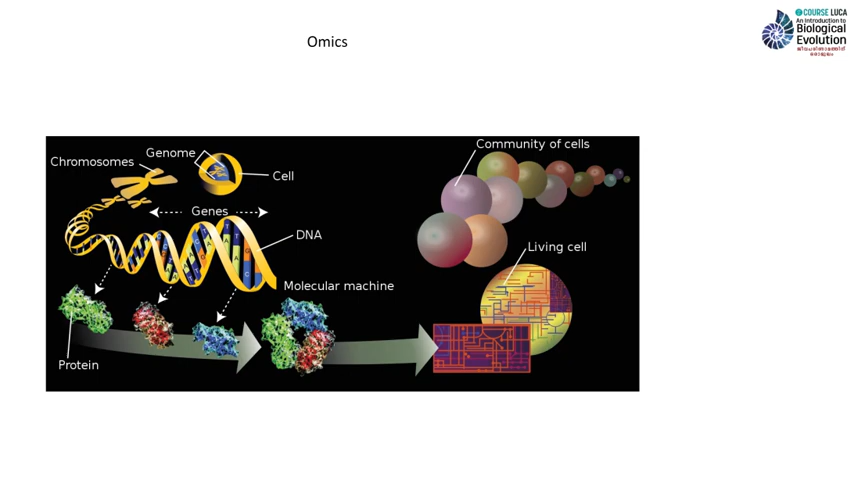 Omics
COURSE LUCA
An Introduction to
Biological
Evolution
Community of cells
Genome
Chromosomes
Cell
Genes
DNA
Living cell
Molecular machine
Protein